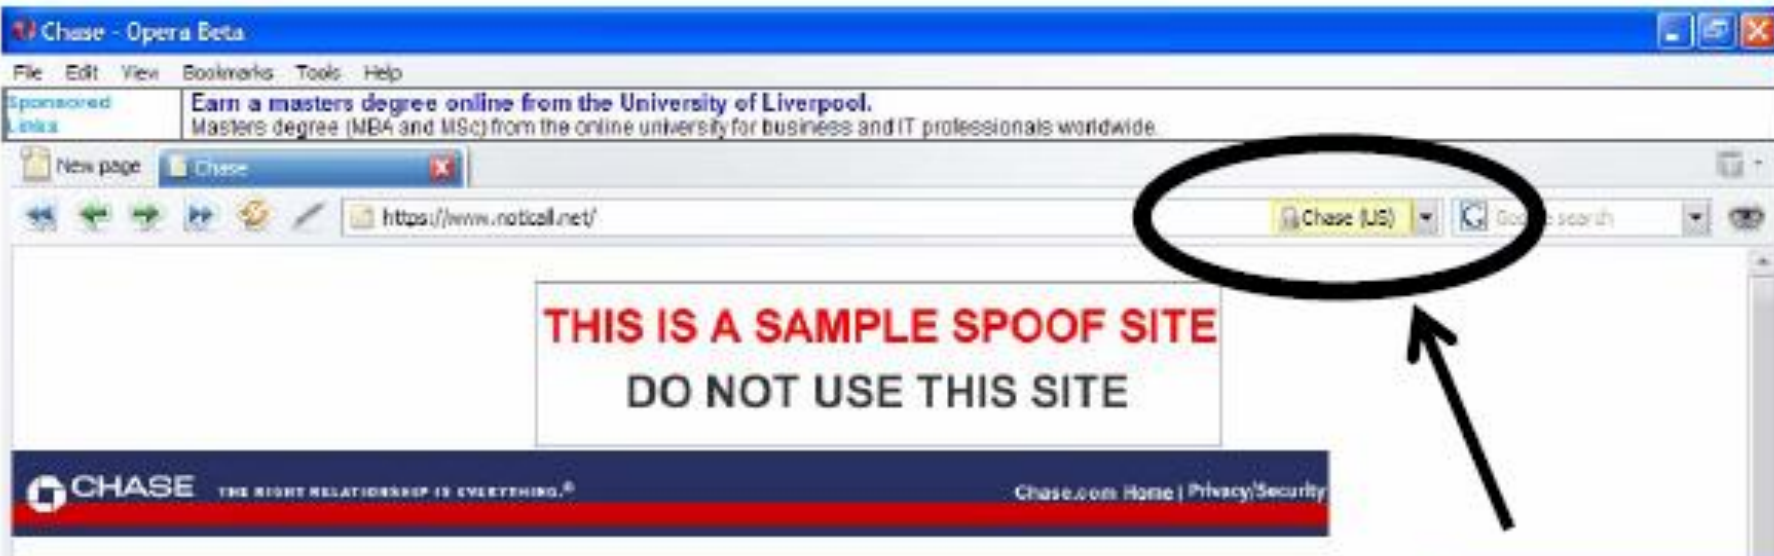 Chase - Opera Beta
File Edit View Bookmarks Tools Help
Sponsored Links
Earn a masters degree online from the University of Liverpool.
Masters degree (MBA and MSc) from the online university for business and IT professionals worldwide.
New page Chase
https://www.noticall.net/ Chase (US) Google search
THIS IS A SAMPLE SPOOF SITE
DO NOT USE THIS SITE
CHASE THE RIGHT RELATIONSHIP IS EVERYTHING.® Chase.com Home | Privacy/Security